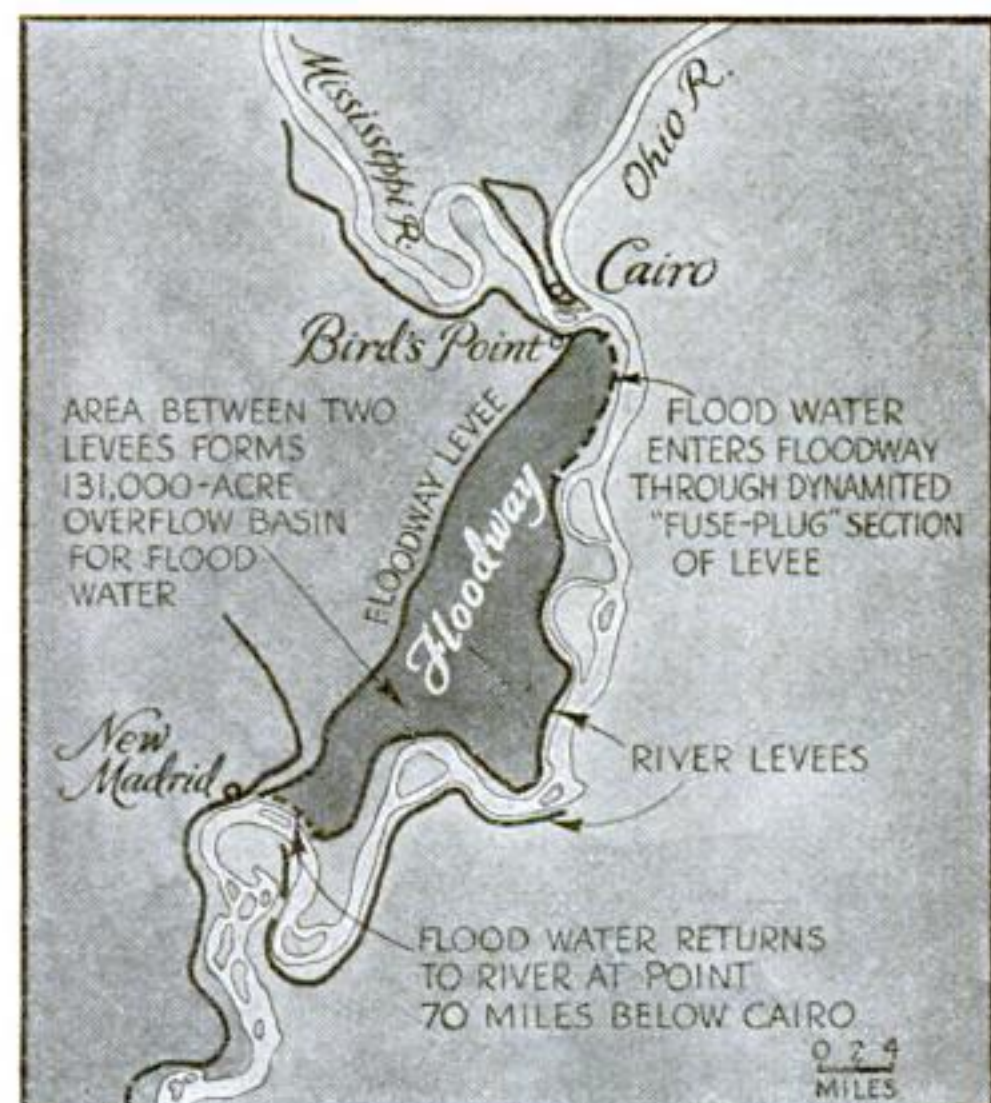 Mississippi R.
Ohio R.
Cairo
Bird's Point
AREA BETWEEN TWO
LEVEES FORMS
131,000-ACRE
OVERFLOW BASIN
FOR FLOOD
WATER
FLOODWAY LEVEE
Floodway
FLOOD WATER
ENTERS FLOODWAY
THROUGH DYNAMITED
"FUSE-PLUG" SECTION
OF LEVEE
New
Madrid
RIVER LEVEES
FLOOD WATER RETURNS
TO RIVER AT POINT
70 MILES BELOW CAIRO
0 2 4
MILES